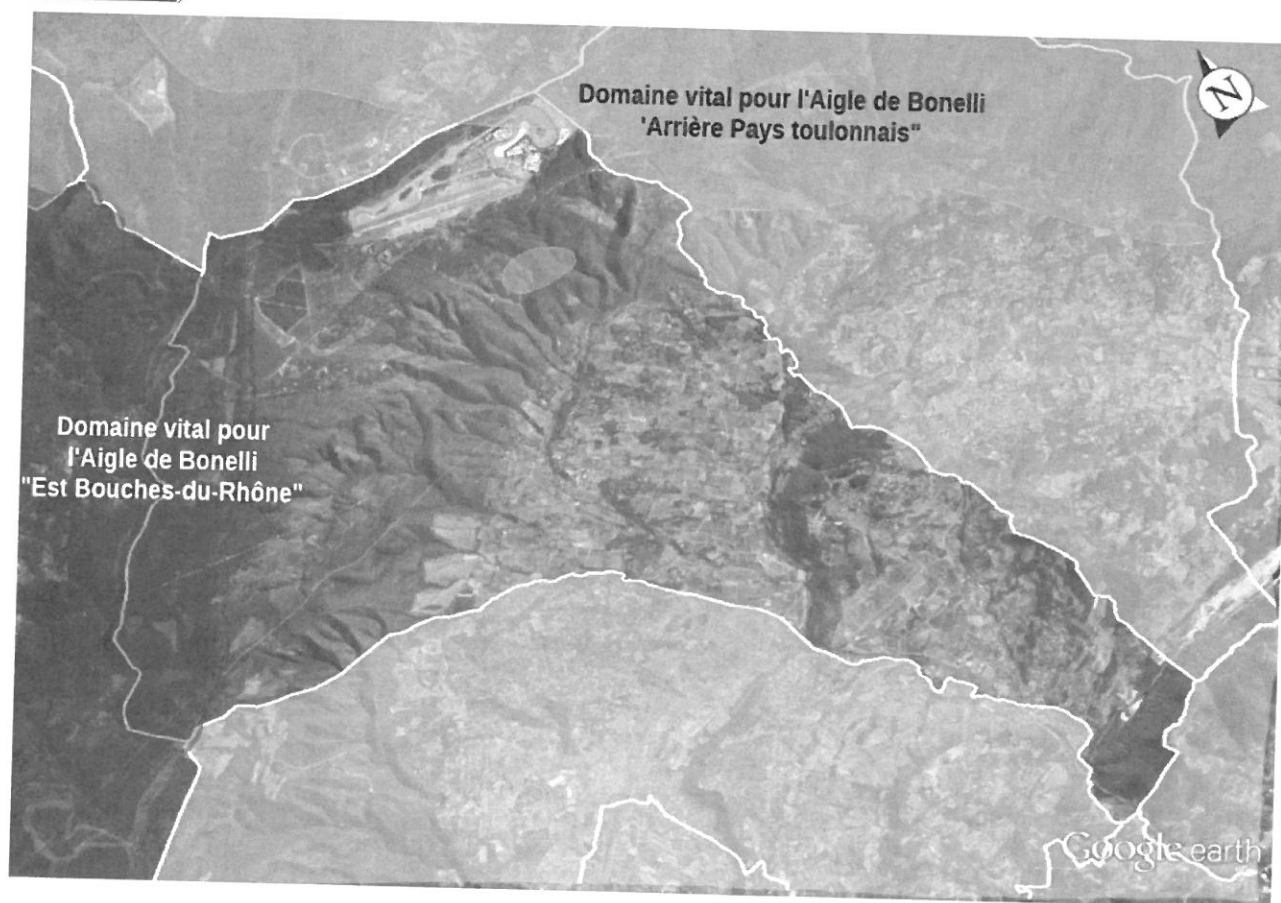 Domaine vital pour l'Aigle de Bonelli
'Arrière Pays toulonnais"
N
Domaine vital pour
l'Aigle de Bonelli
"Est Bouches-du-Rhône"
Google earth